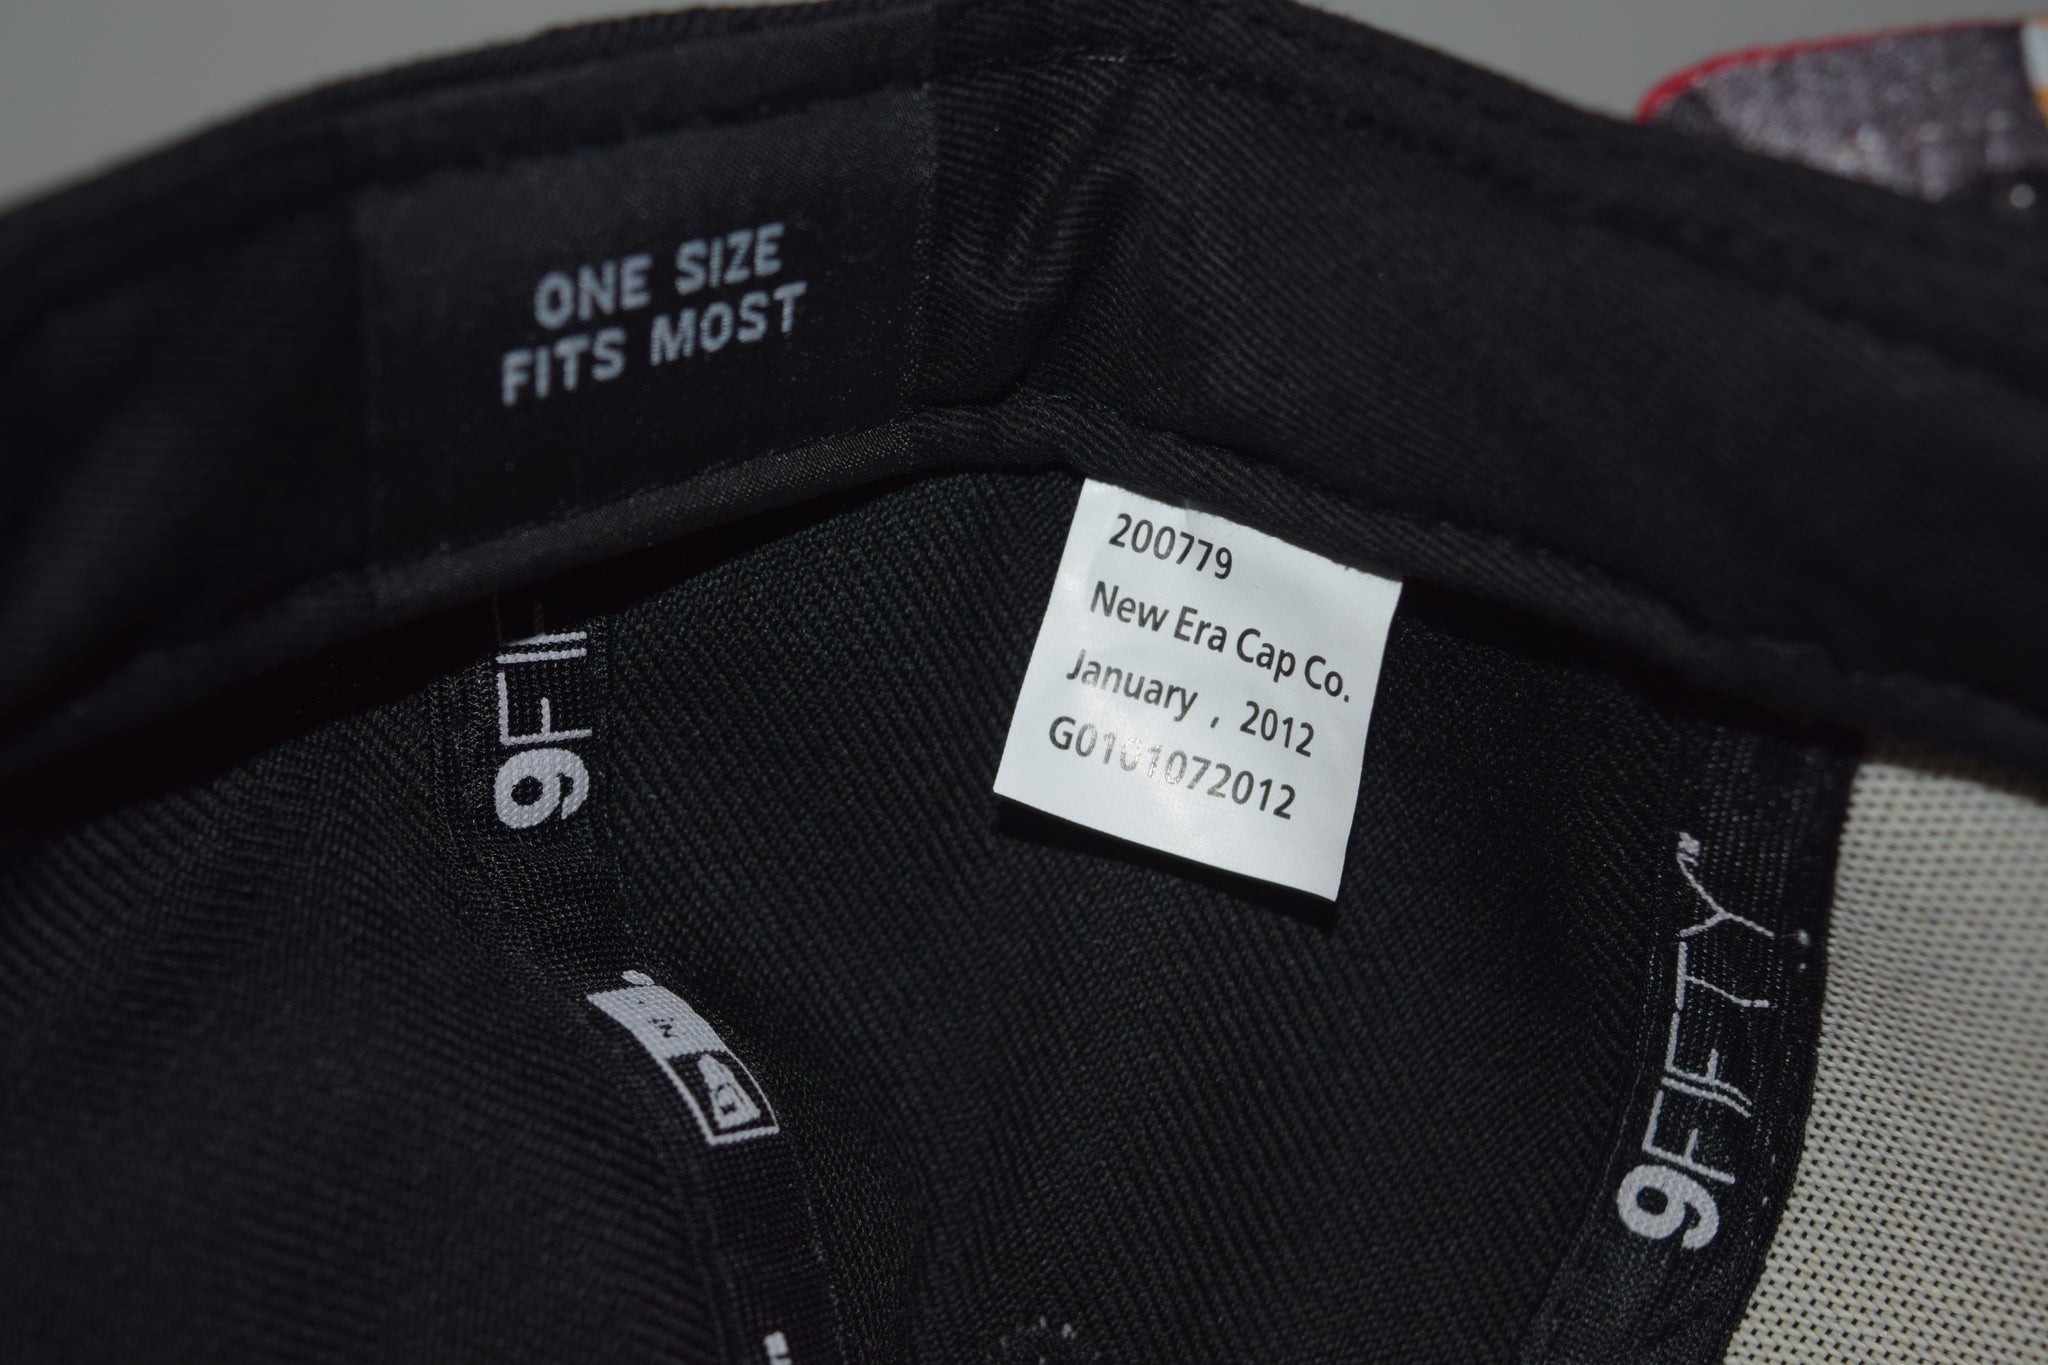 ONE SIZE
FITS MOST
200779
New Era Cap Co.
January , 2012
G0101072012
9FIFTY